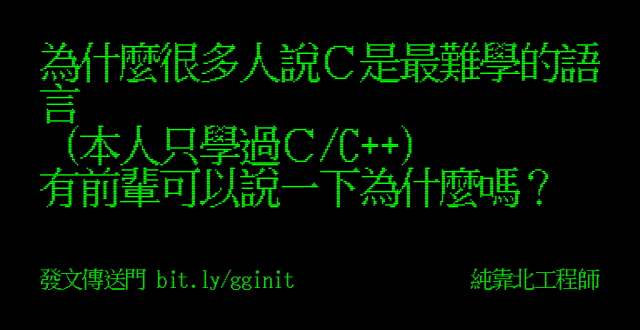 為什麼很多人說Ｃ是最難學的語
言
（本人只學過Ｃ/C++)
有前輩可以說一下為什麼嗎？
發文傳送門 bit.ly/gginit
純靠北工程師